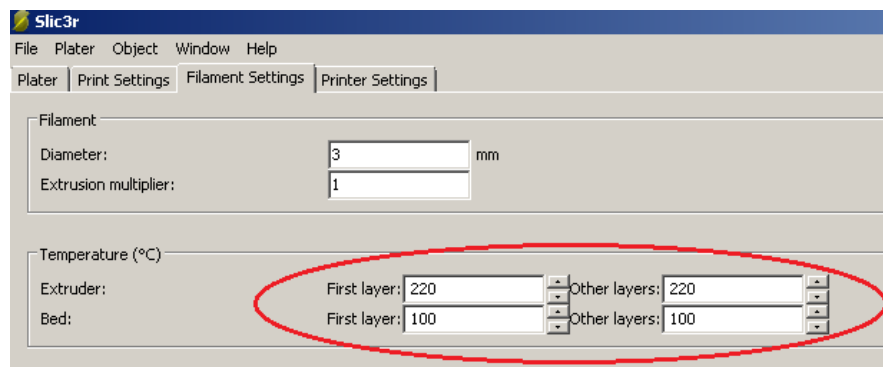 Slic3r
File Plater Object Window Help
Plater Print Settings Filament Settings Printer Settings
Filament
Diameter: 3 mm
Extrusion multiplier: 1
Temperature (°C)
Extruder: First layer: 220 Other layers: 220
Bed: First layer: 100 Other layers: 100